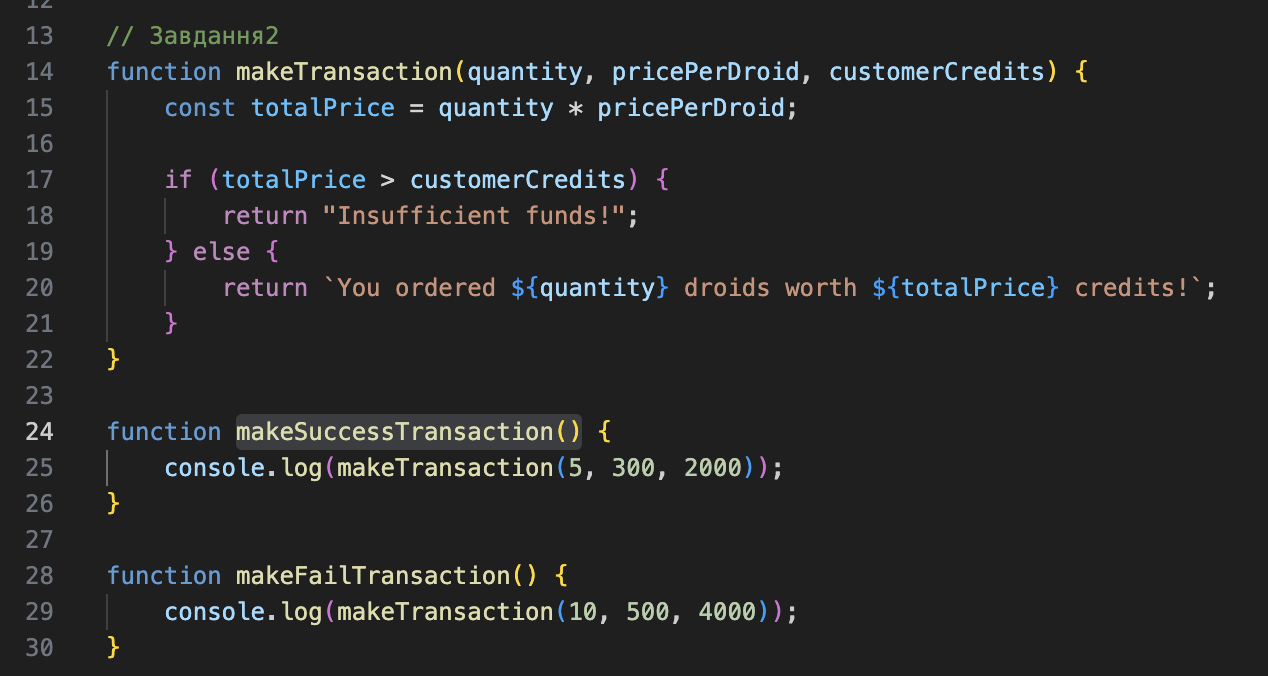 12
13 // Завдання2
14 function makeTransaction(quantity, pricePerDroid, customerCredits) {
15     const totalPrice = quantity * pricePerDroid;
16
17     if (totalPrice > customerCredits) {
18         return "Insufficient funds!";
19     } else {
20         return `You ordered ${quantity} droids worth ${totalPrice} credits!`;
21     }
22 }
23
24 function makeSuccessTransaction() {
25     console.log(makeTransaction(5, 300, 2000));
26 }
27
28 function makeFailTransaction() {
29     console.log(makeTransaction(10, 500, 4000));
30 }